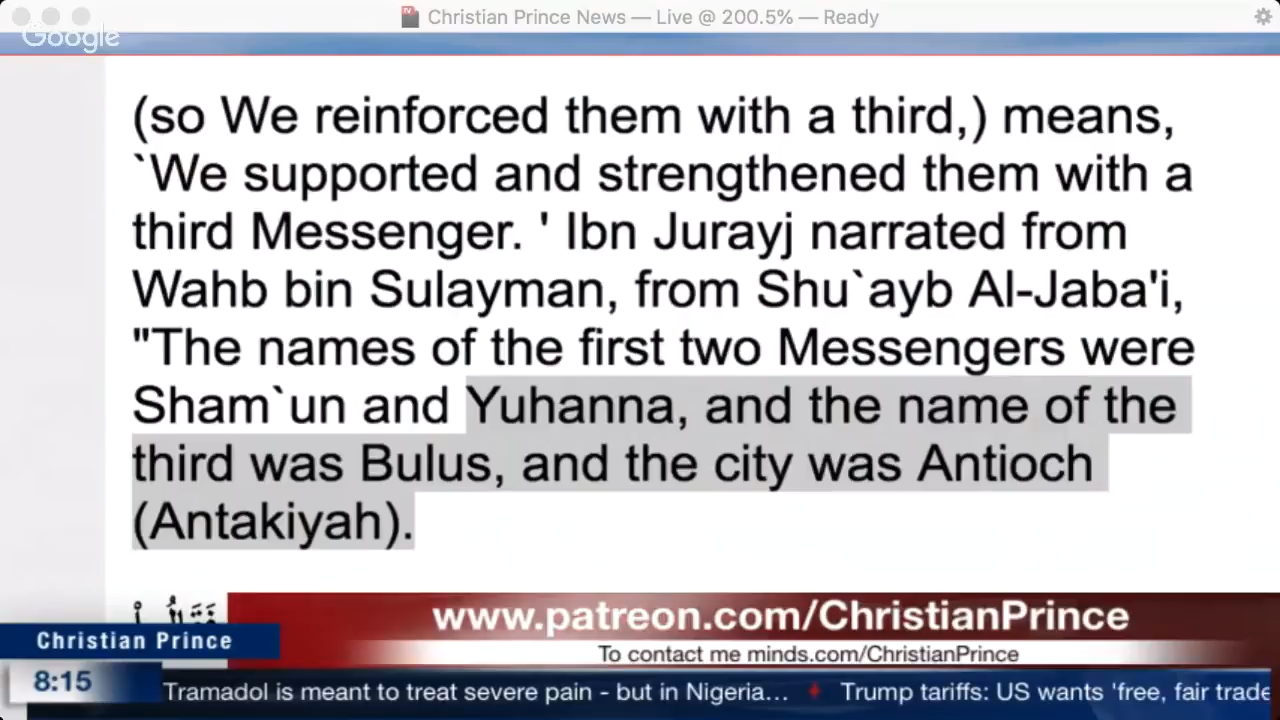 Christian Prince News — Live @ 200.5% — Ready
Google
(so We reinforced them with a third,) means,
`We supported and strengthened them with a
third Messenger. ' Ibn Jurayj narrated from
Wahb bin Sulayman, from Shu`ayb Al-Jaba'i,
"The names of the first two Messengers were
Sham`un and Yuhanna, and the name of the
third was Bulus, and the city was Antioch
(Antakiyah).
www.patreon.com/ChristianPrince
Christian Prince
To contact me minds.com/ChristianPrince
8:15
Tramadol is meant to treat severe pain - but in Nigeria... Trump tariffs: US wants 'free, fair trade